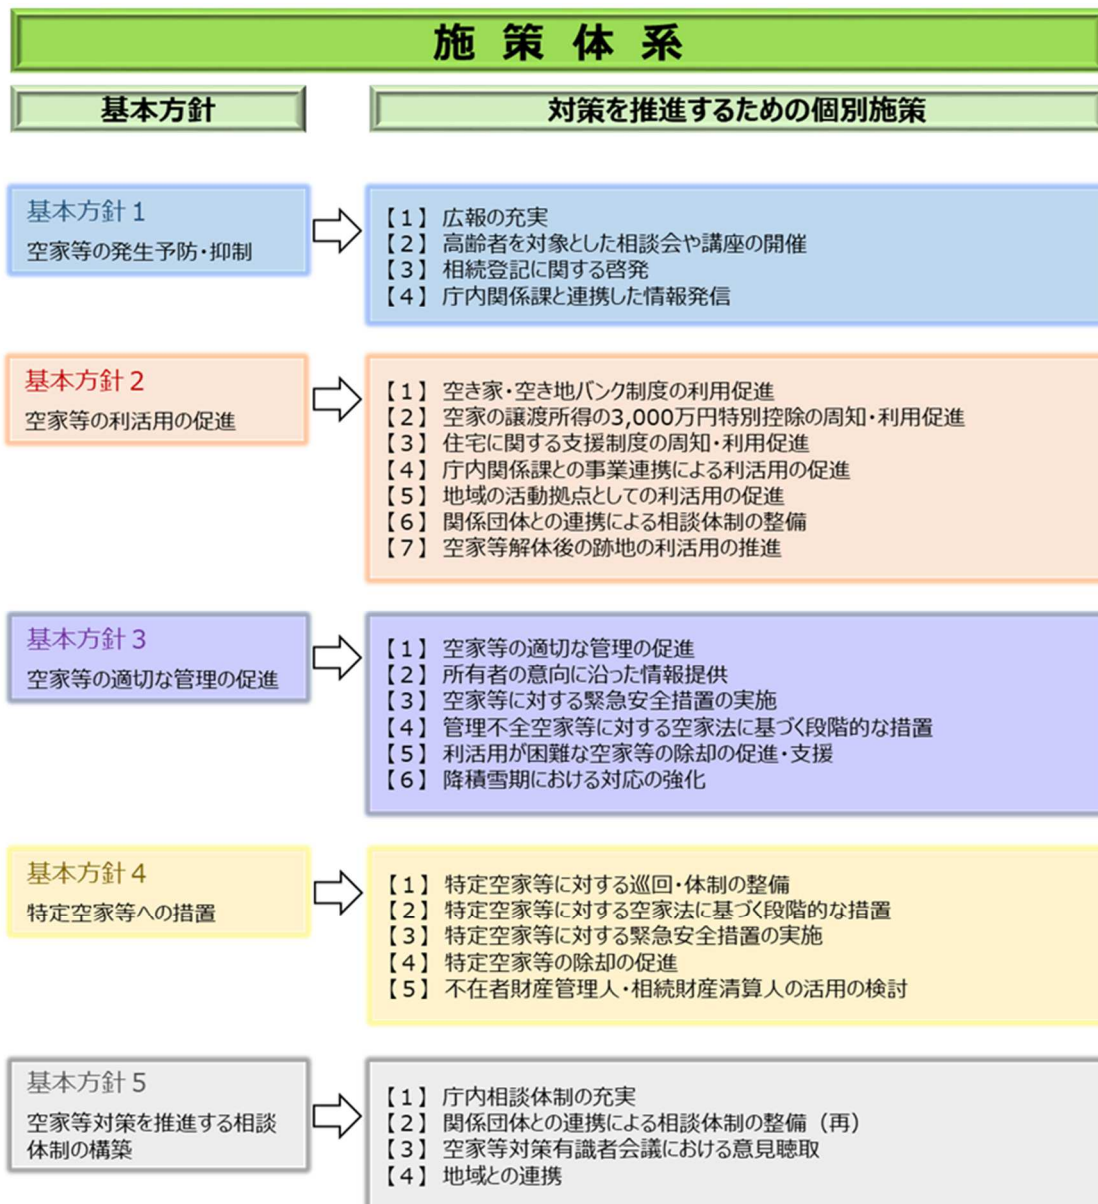 施策体系
基本方針
対策を推進するための個別施策
基本方針1
空家等の発生予防・抑制
【1】 広報の充実
【2】 高齢者を対象とした相談会や講座の開催
【3】 相続登記に関する啓発
【4】 庁内関係課と連携した情報発信
基本方針2
空家等の利活用の促進
【1】 空き家・空き地バンク制度の利用促進
【2】 空家の譲渡所得の3,000万円特別控除の周知・利用促進
【3】 住宅に関する支援制度の周知・利用促進
【4】 庁内関係課との事業連携による利活用の促進
【5】 地域の活動拠点としての利活用の促進
【6】 関係団体との連携による相談体制の整備
【7】 空家等解体後の跡地の利活用の推進
基本方針3
空家等の適切な管理の促進
【1】 空家等の適切な管理の促進
【2】 所有者の意向に沿った情報提供
【3】 空家等に対する緊急安全措置の実施
【4】 管理不全空家等に対する空家法に基づく段階的な措置
【5】 利活用が困難な空家等の除却の促進・支援
【6】 降積雪期における対応の強化
基本方針4
特定空家等への措置
【1】 特定空家等に対する巡回・体制の整備
【2】 特定空家等に対する空家法に基づく段階的な措置
【3】 特定空家等に対する緊急安全措置の実施
【4】 特定空家等の除却の促進
【5】 不在者財産管理人・相続財産清算人の活用の検討
基本方針5
空家等対策を推進する相談
体制の構築
【1】 庁内相談体制の充実
【2】 関係団体との連携による相談体制の整備（再）
【3】 空家等対策有識者会議における意見聴取
【4】 地域との連携